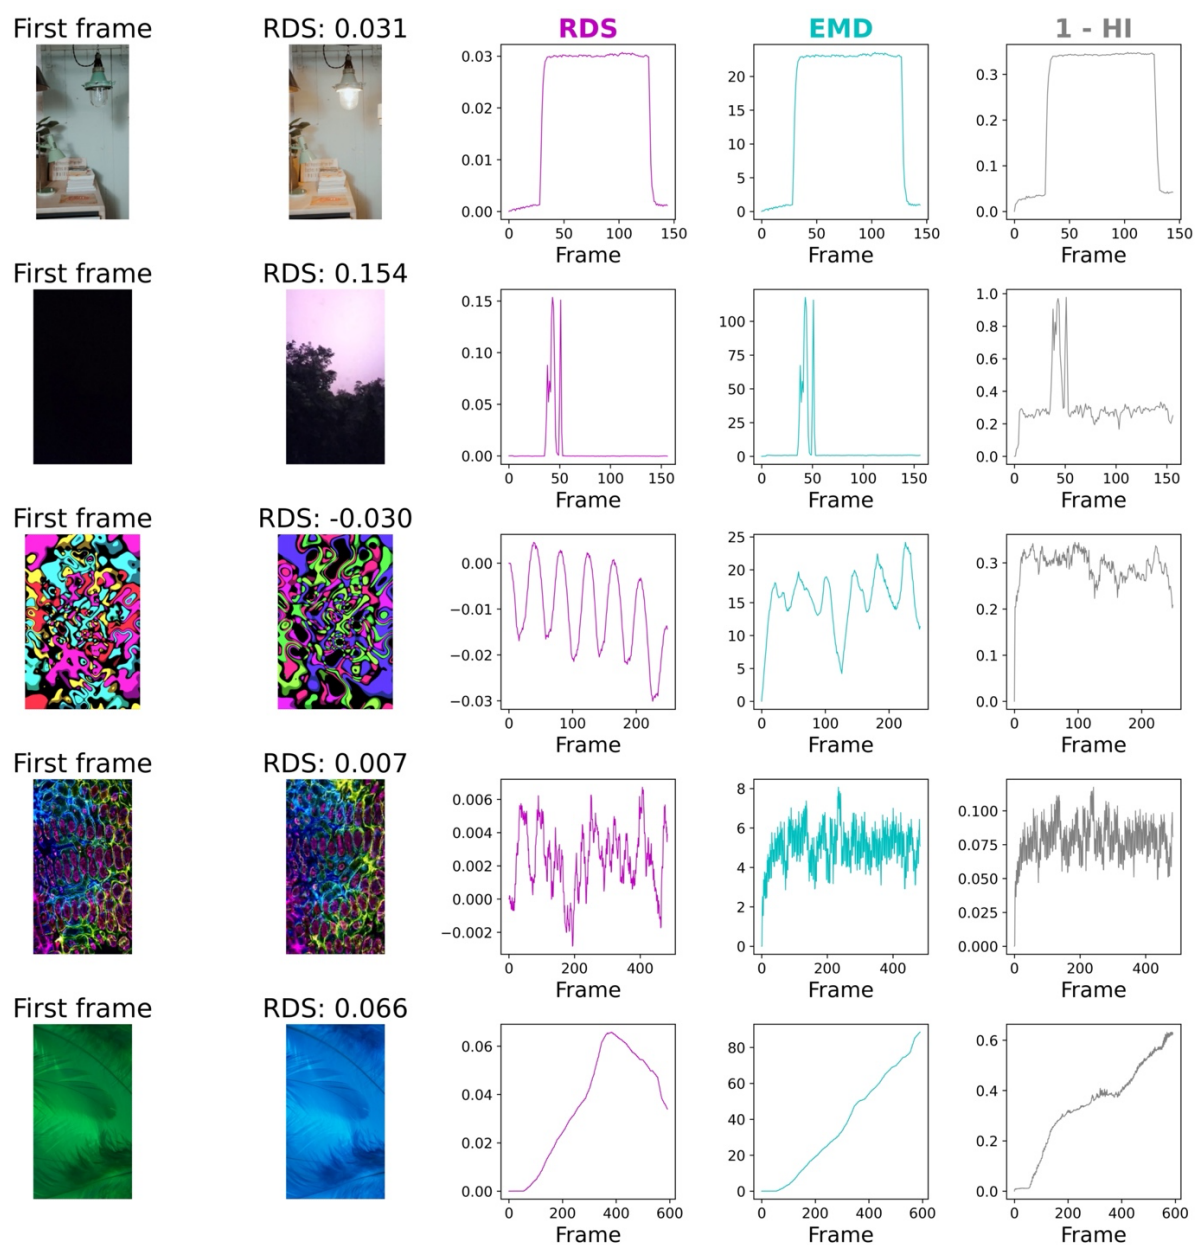 First frame RDS: 0.031 RDS EMD 1 - HI
0.03 0.02 0.01 0.00
0 50 100 150
Frame
20 15 10 5 0
0 50 100 150
Frame
0.3 0.2 0.1 0.0
0 50 100 150
Frame
First frame RDS: 0.154
0.15 0.10 0.05 0.00
0 50 100 150
Frame
100 75 50 25 0
0 50 100 150
Frame
1.0 0.8 0.6 0.4 0.2 0.0
0 50 100 150
Frame
First frame RDS: -0.030
0.00 −0.01 −0.02 −0.03
0 100 200
Frame
25 20 15 10 5 0
0 100 200
Frame
0.3 0.2 0.1 0.0
0 100 200
Frame
First frame RDS: 0.007
0.006 0.004 0.002 0.000 −0.002
0 200 400
Frame
8 6 4 2 0
0 200 400
Frame
0.100 0.075 0.050 0.025 0.000
0 200 400
Frame
First frame RDS: 0.066
0.06 0.04 0.02 0.00
0 200 400 600
Frame
80 60 40 20 0
0 200 400 600
Frame
0.6 0.4 0.2 0.0
0 200 400 600
Frame